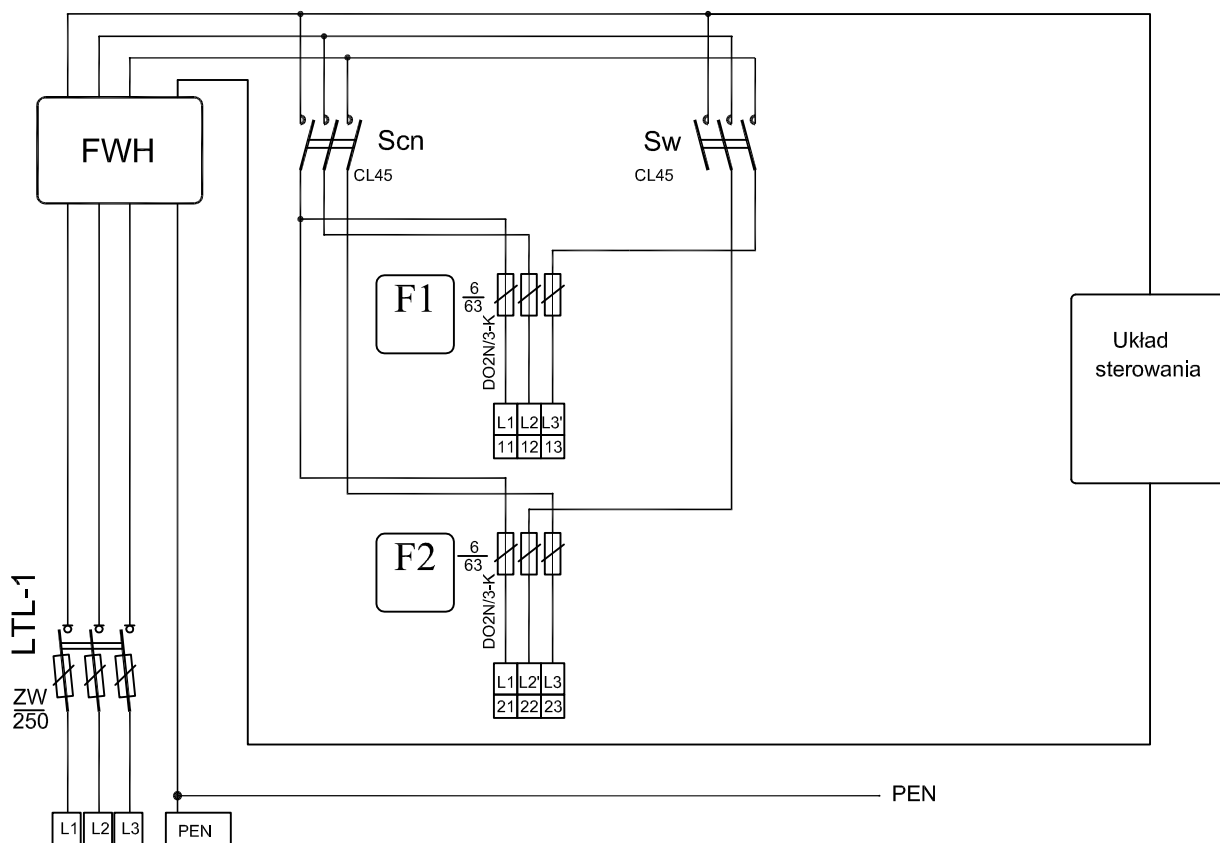 FWH
Scn
CL45
Sw
CL45
F1
6
63
DO2N/3-K
L1 L2 L3'
11 12 13
Układ
sterowania
F2
6
63
DO2N/3-K
L1 L2' L3
21 22 23
LTL-1
ZW
250
PEN
L1 L2 L3 PEN